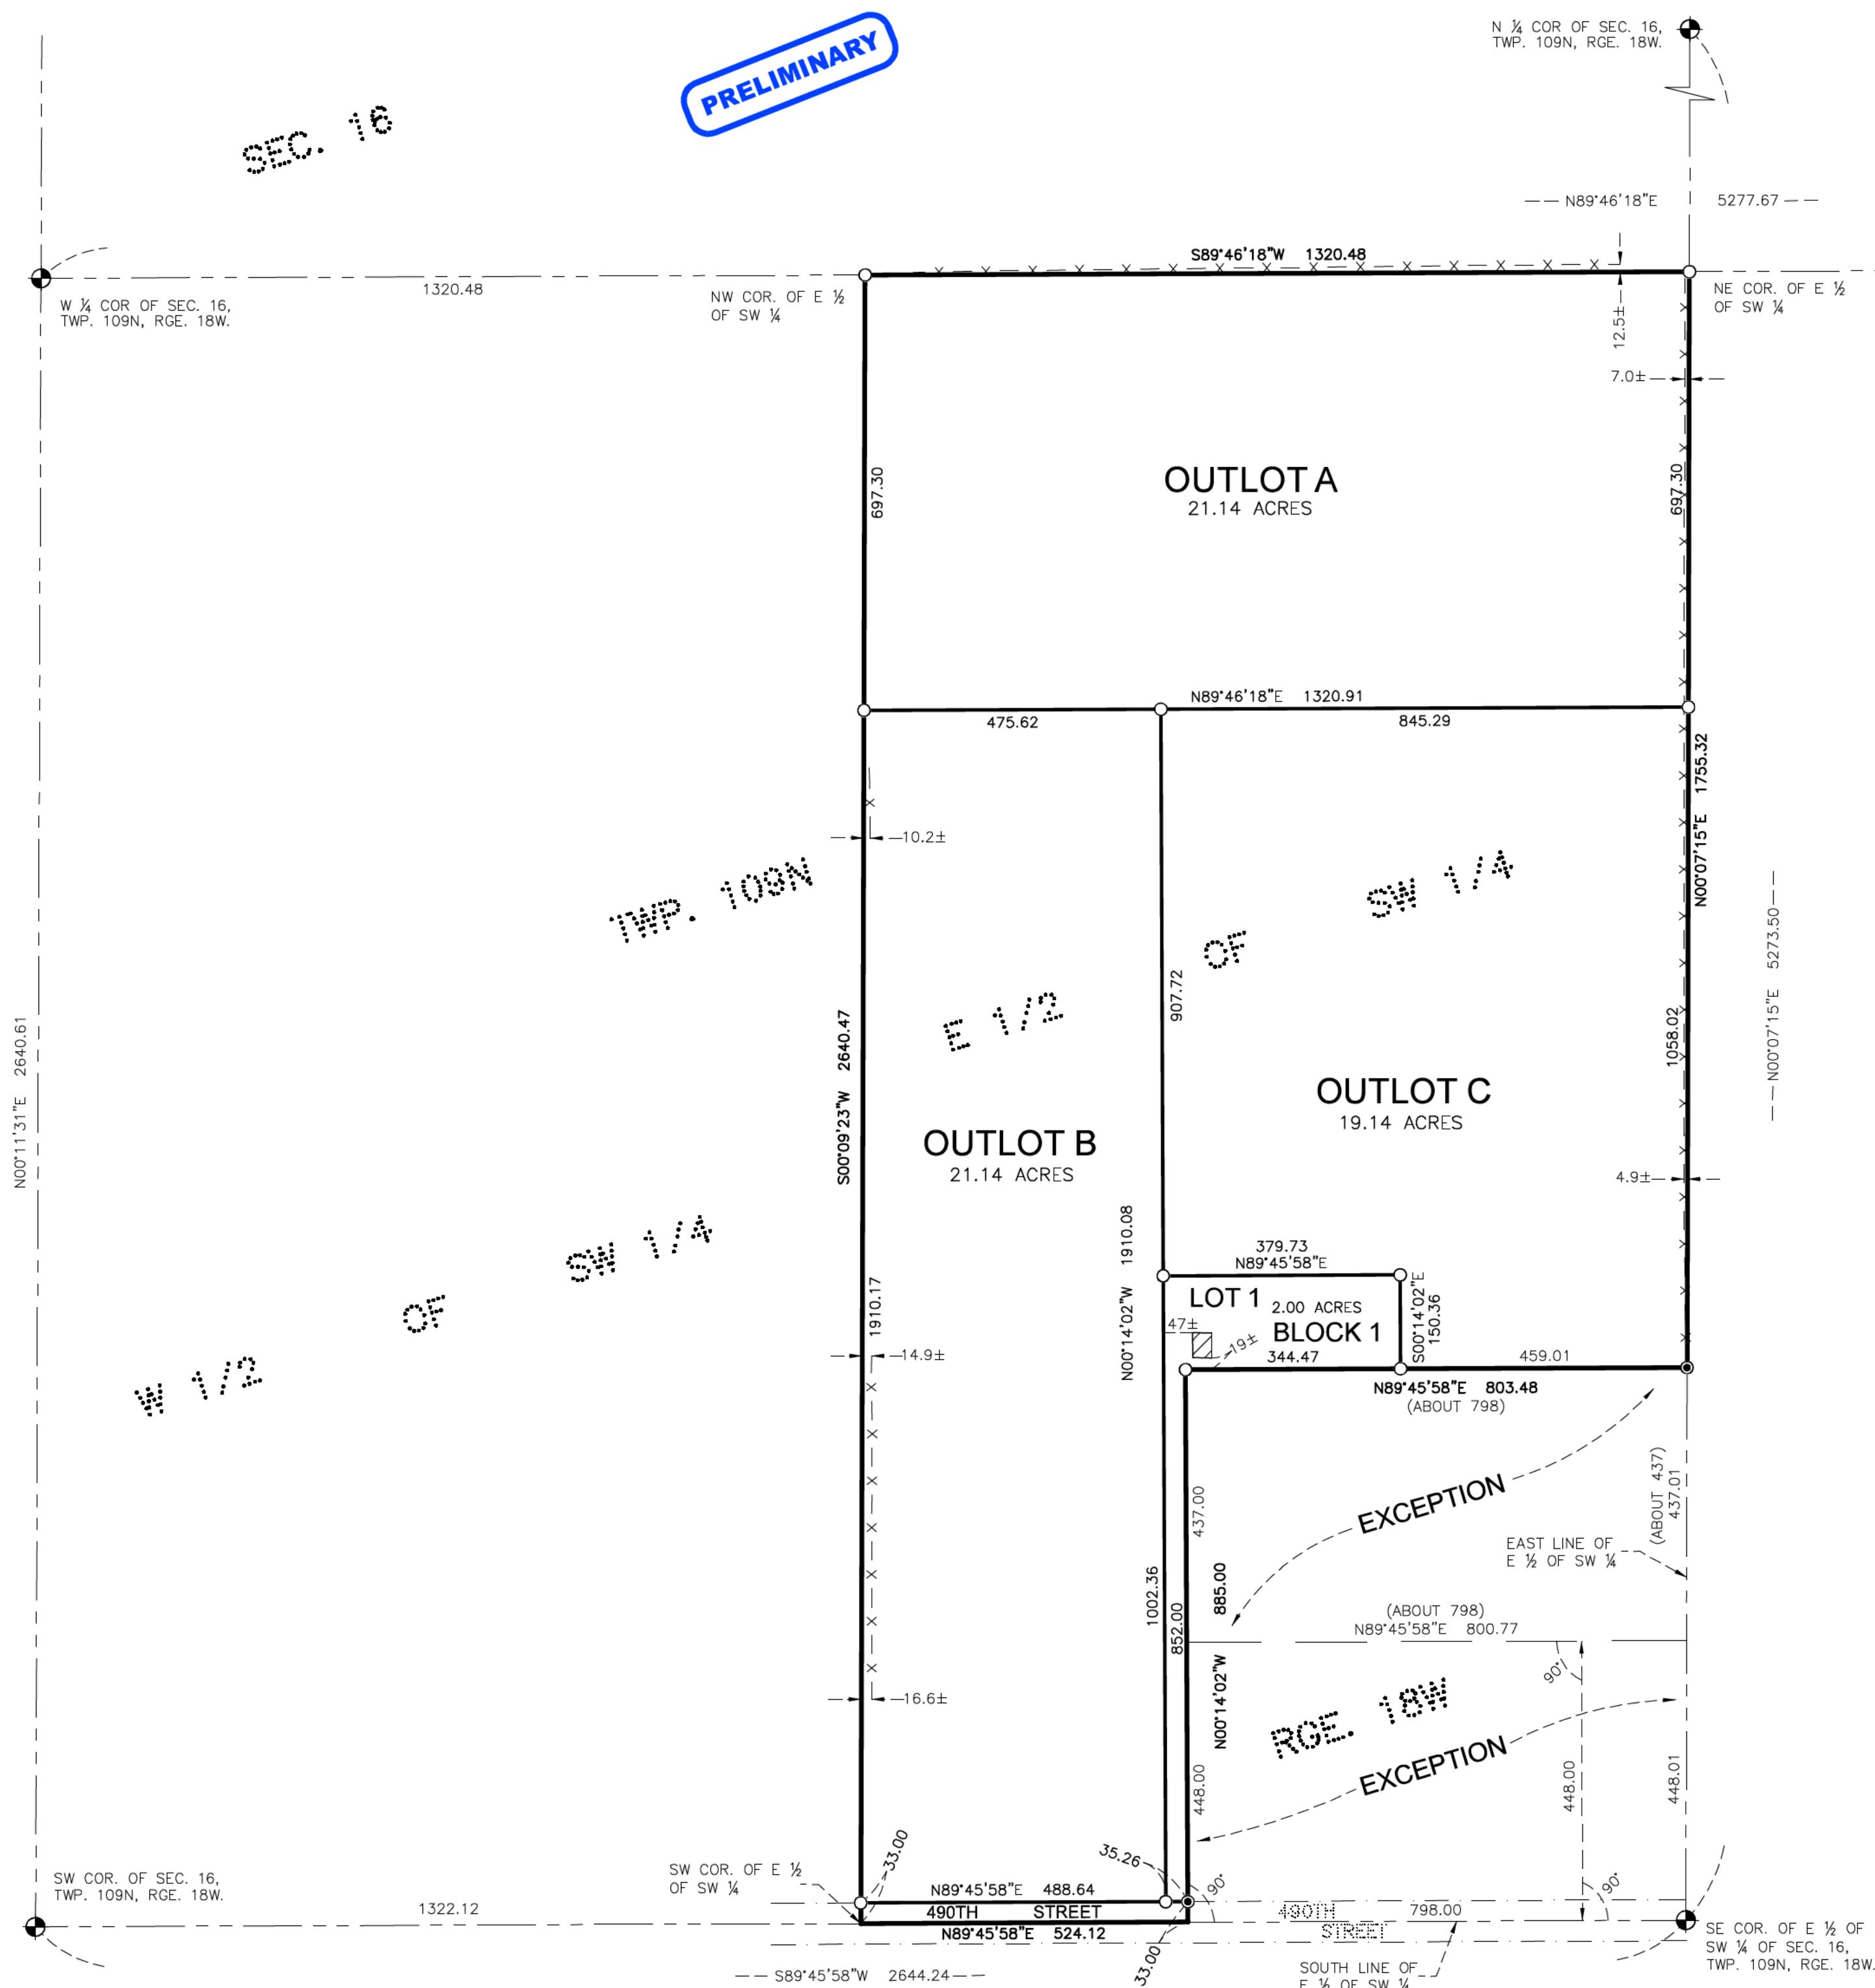 PRELIMINARY
N ¼ COR OF SEC. 16,
TWP. 109N, RGE. 18W.
SEC. 16
N89°46'18"E 5277.67
S89°46'18"W 1320.48
W ¼ COR OF SEC. 16,
TWP. 109N, RGE. 18W.
1320.48
NW COR. OF E ½
OF SW ¼
NE COR. OF E ½
OF SW ¼
12.5±
7.0±
697.30
OUTLOT A
21.14 ACRES
697.30
N89°46'18"E 1320.91
475.62
845.29
N00°07'15"E 1755.32
10.2±
TWP. 109N
SW 1/4
OF
E 1/2
907.72
N00°07'15"E 5273.50
N00°11'31"E 2640.61
S00°09'23"W 2640.47
1058.02
OUTLOT C
19.14 ACRES
OUTLOT B
21.14 ACRES
4.9±
N00°14'02"W 1910.08
SW 1/4
OF
W 1/2
1910.17
379.73
N89°45'58"E
LOT 1
2.00 ACRES
BLOCK 1
47±
19±
S00°14'02"E
150.36
14.9±
344.47
459.01
N89°45'58"E 803.48
(ABOUT 798)
EXCEPTION
437.00
(ABOUT 437)
437.01
EAST LINE OF
E ½ OF SW ¼
1002.36
852.00
885.00
N00°14'02"W
(ABOUT 798)
N89°45'58"E 800.77
90°
16.6±
RGE. 18W
EXCEPTION
448.00
448.00
448.01
33.00
35.26
90°
90°
SW COR. OF SEC. 16,
TWP. 109N, RGE. 18W.
SW COR. OF E ½
OF SW ¼
1322.12
N89°45'58"E 488.64
490TH STREET
N89°45'58"E 524.12
490TH
STREET
798.00
33.00
SE COR. OF E ½ OF
SW ¼ OF SEC. 16,
TWP. 109N, RGE. 18W
S89°45'58"W 2644.24
SOUTH LINE OF
E ½ OF SW ¼